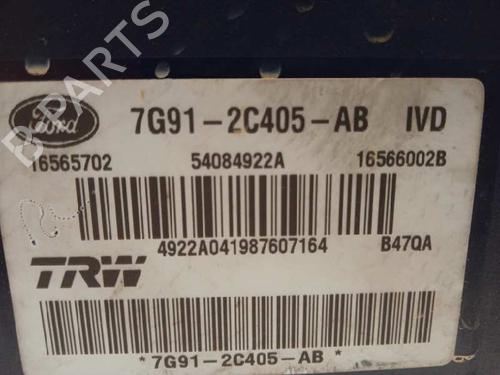 B-PARTS
Ford 7G91-2C405-AB IVD
16565702 54084922A 16566002B
4922A041987607164 B47QA
TRW
*7G91-2C405-AB*